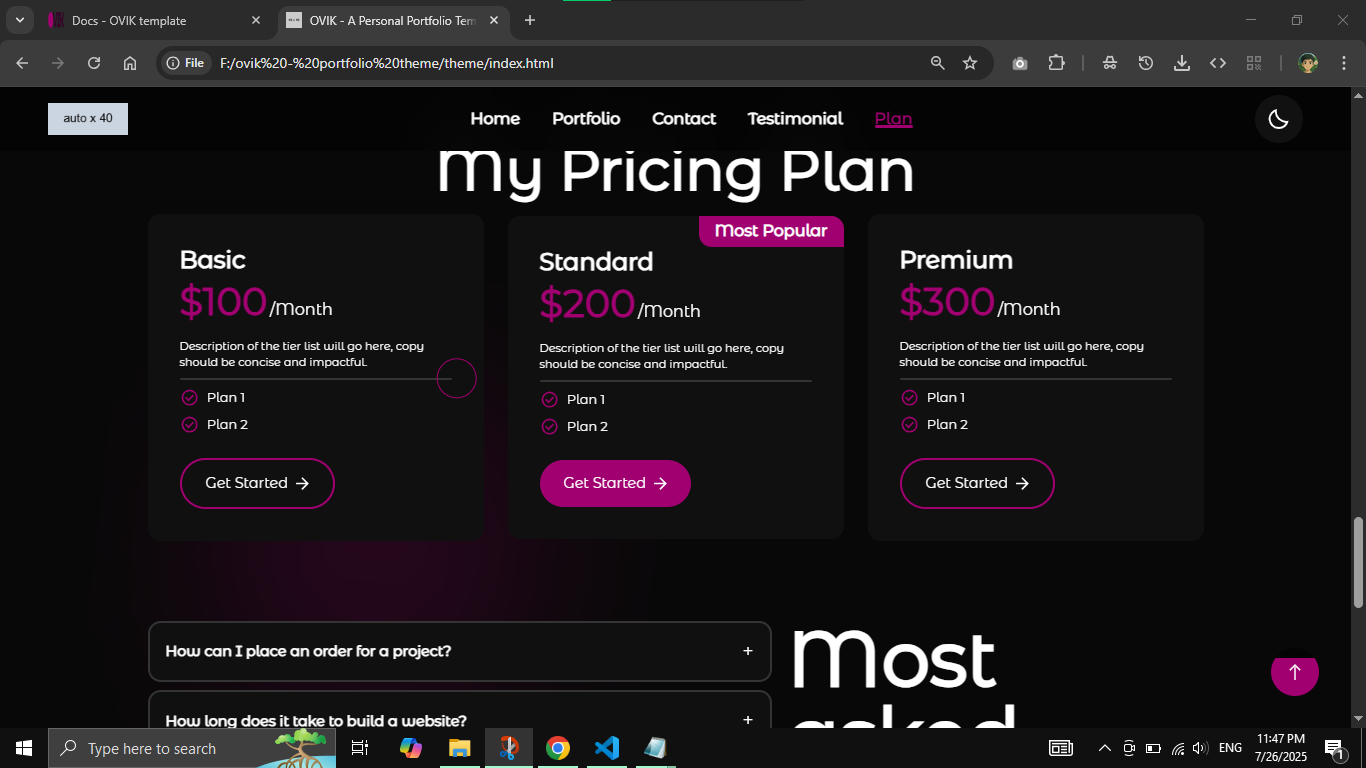 Docs - OVIK template
OVIK - A Personal Portfolio Tem
File
F:/ovik%20-%20portfolio%20theme/theme/index.html
auto x 40
Home
Portfolio
Contact
Testimonial
Plan
My Pricing Plan
Basic
$100/Month
Description of the tier list will go here, copy
should be concise and impactful.
Plan 1
Plan 2
Get Started
Most Popular
Standard
$200/Month
Description of the tier list will go here, copy
should be concise and impactful.
Plan 1
Plan 2
Get Started
Premium
$300/Month
Description of the tier list will go here, copy
should be concise and impactful.
Plan 1
Plan 2
Get Started
How can I place an order for a project?
+
How long does it take to build a website?
+
Most
asked
Type here to search
ENG
11:47 PM
7/26/2025
1